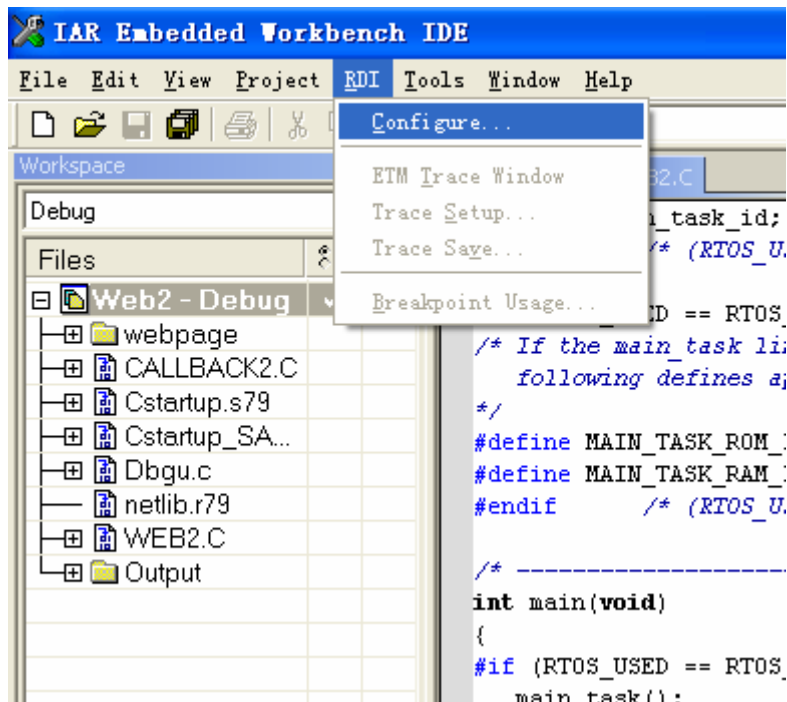 IAR Embedded Workbench IDE
File Edit View Project RDI Tools Window Help
Configure...
ETM Trace Window
Trace Setup...
Trace Save...
Breakpoint Usage...
Workspace
Debug
Files
Web2 - Debug
webpage
CALLBACK2.C
Cstartup.s79
Cstartup_SA...
Dbgu.c
netlib.r79
WEB2.C
Output
B2.C
_task_id;
/* (RTOS_U
D == RTOS_
/* If the main_task li
following defines a
*/
#define MAIN_TASK_ROM_
#define MAIN_TASK_RAM_
#endif /* (RTOS_U
/* ----------------------
int main(void)
{
#if (RTOS_USED == RTOS_
main_task();